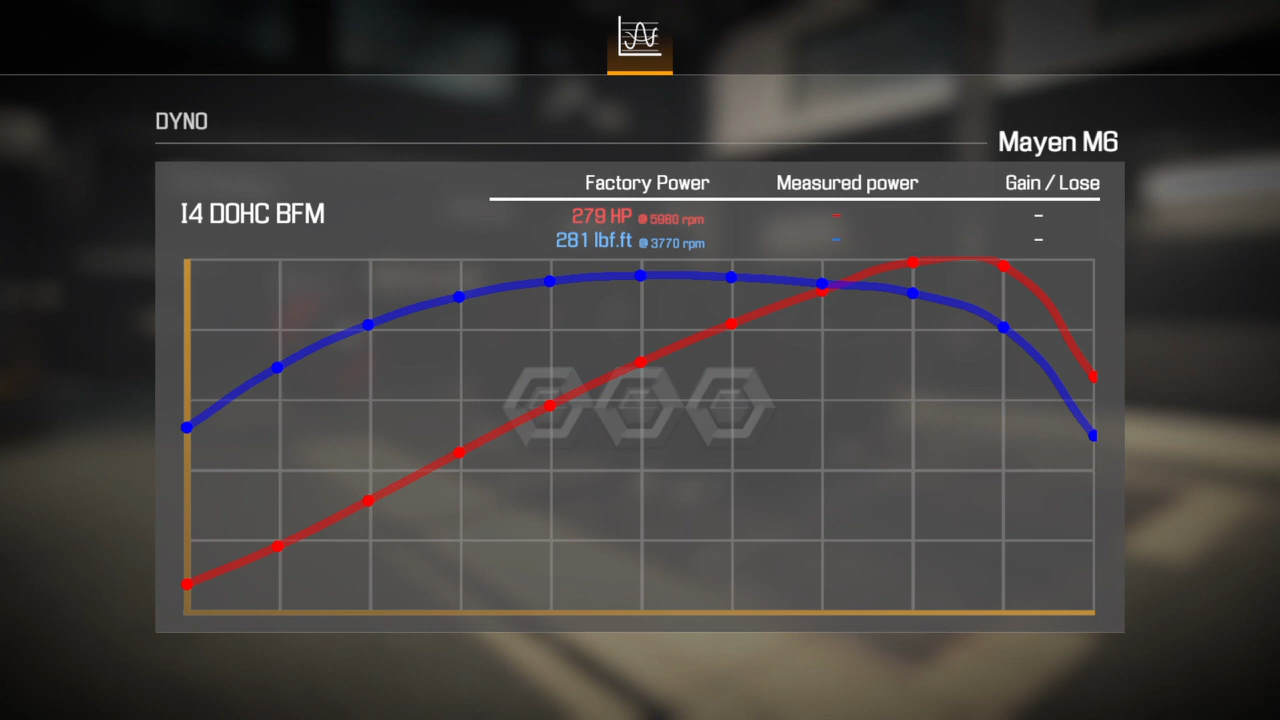 DYNO
Mayen M6
Factory Power Measured power Gain / Lose
I4 DOHC BFM
279 HP @ 5980 rpm - -
281 lbf.ft @ 3770 rpm - -